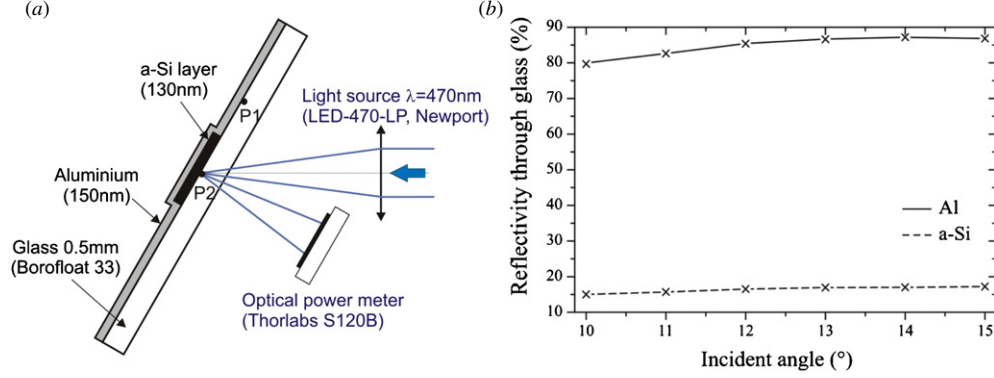 (a)
a-Si layer
(130nm)
P1
Light source λ=470nm
(LED-470-LP, Newport)
Aluminium
(150nm)
P2
Glass 0.5mm
(Borofloat 33)
Optical power meter
(Thorlabs S120B)
(b)
Reflectivity through glass (%)
90
80
70
60
50
40
30
20
10
Al
a-Si
10 11 12 13 14 15
Incident angle (°)